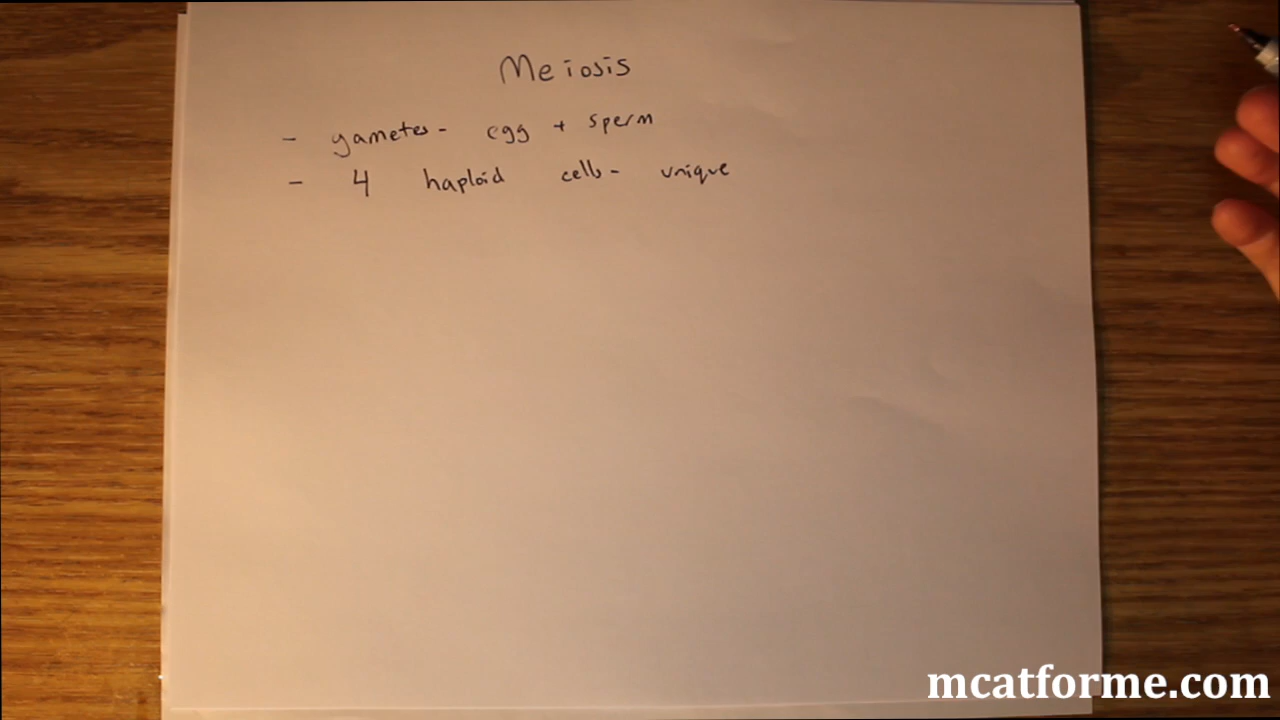 Meiosis
- gametes- egg + sperm
- 4 haploid cells- unique
mcatforme.com